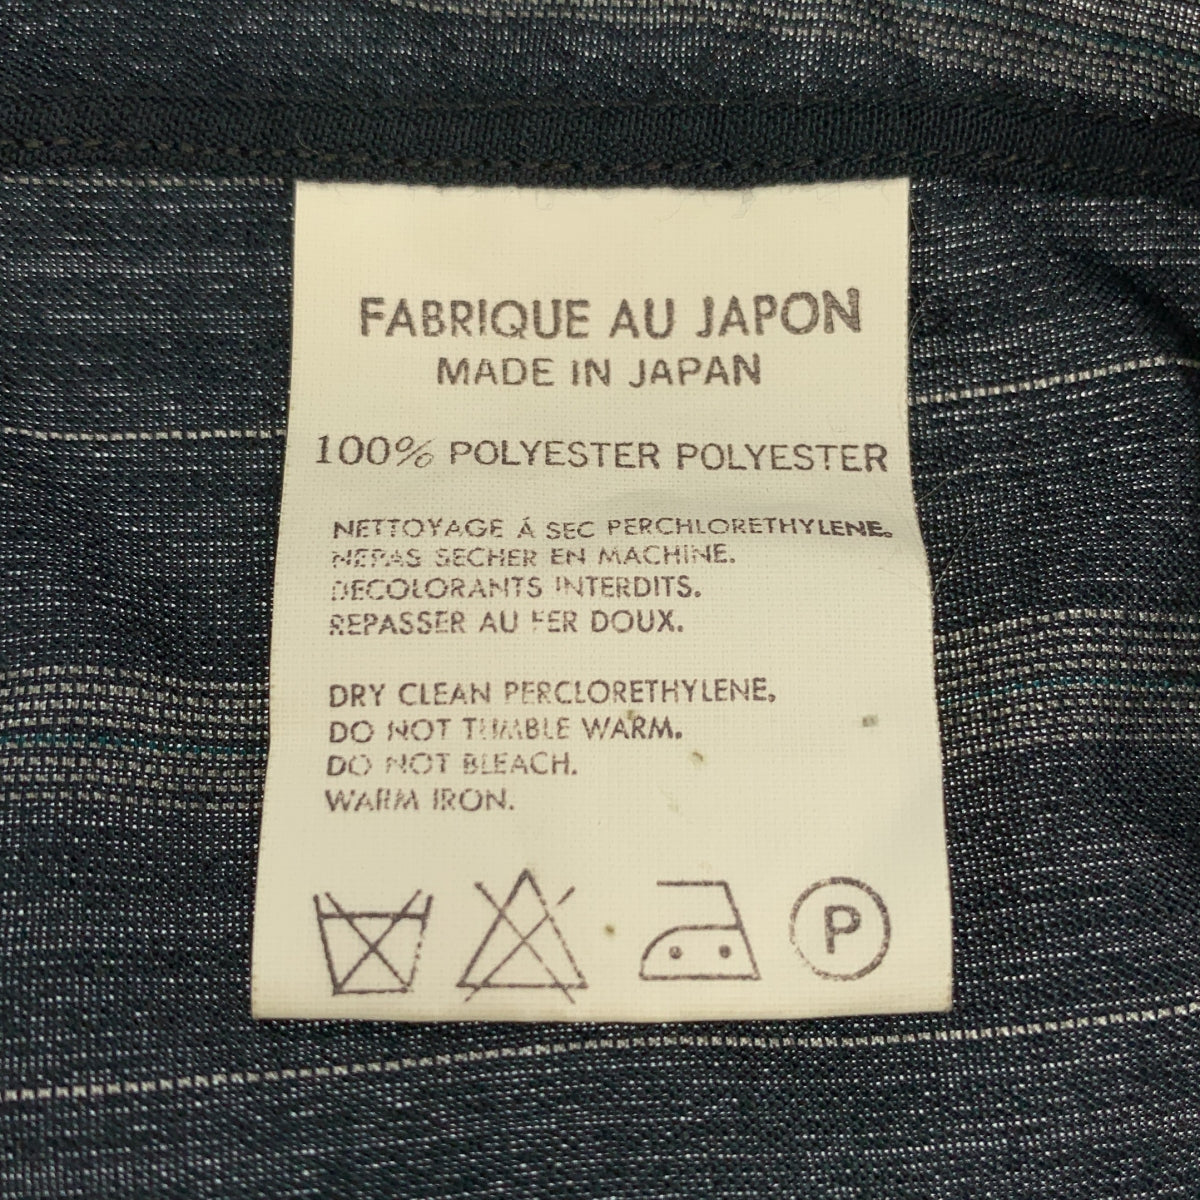 FABRIQUE AU JAPON
MADE IN JAPAN
100% POLYESTER POLYESTER
NETTOYAGE Á SEC PERCHLORETHYLENE.
NEPAS SECHER EN MACHINE.
DECOLORANTS INTERDITS.
REPASSER AU FER DOUX.
DRY CLEAN PERCLORETHYLENE,
DO NOT TUMBLE WARM.
DO NOT BLEACH.
WARM IRON.
P